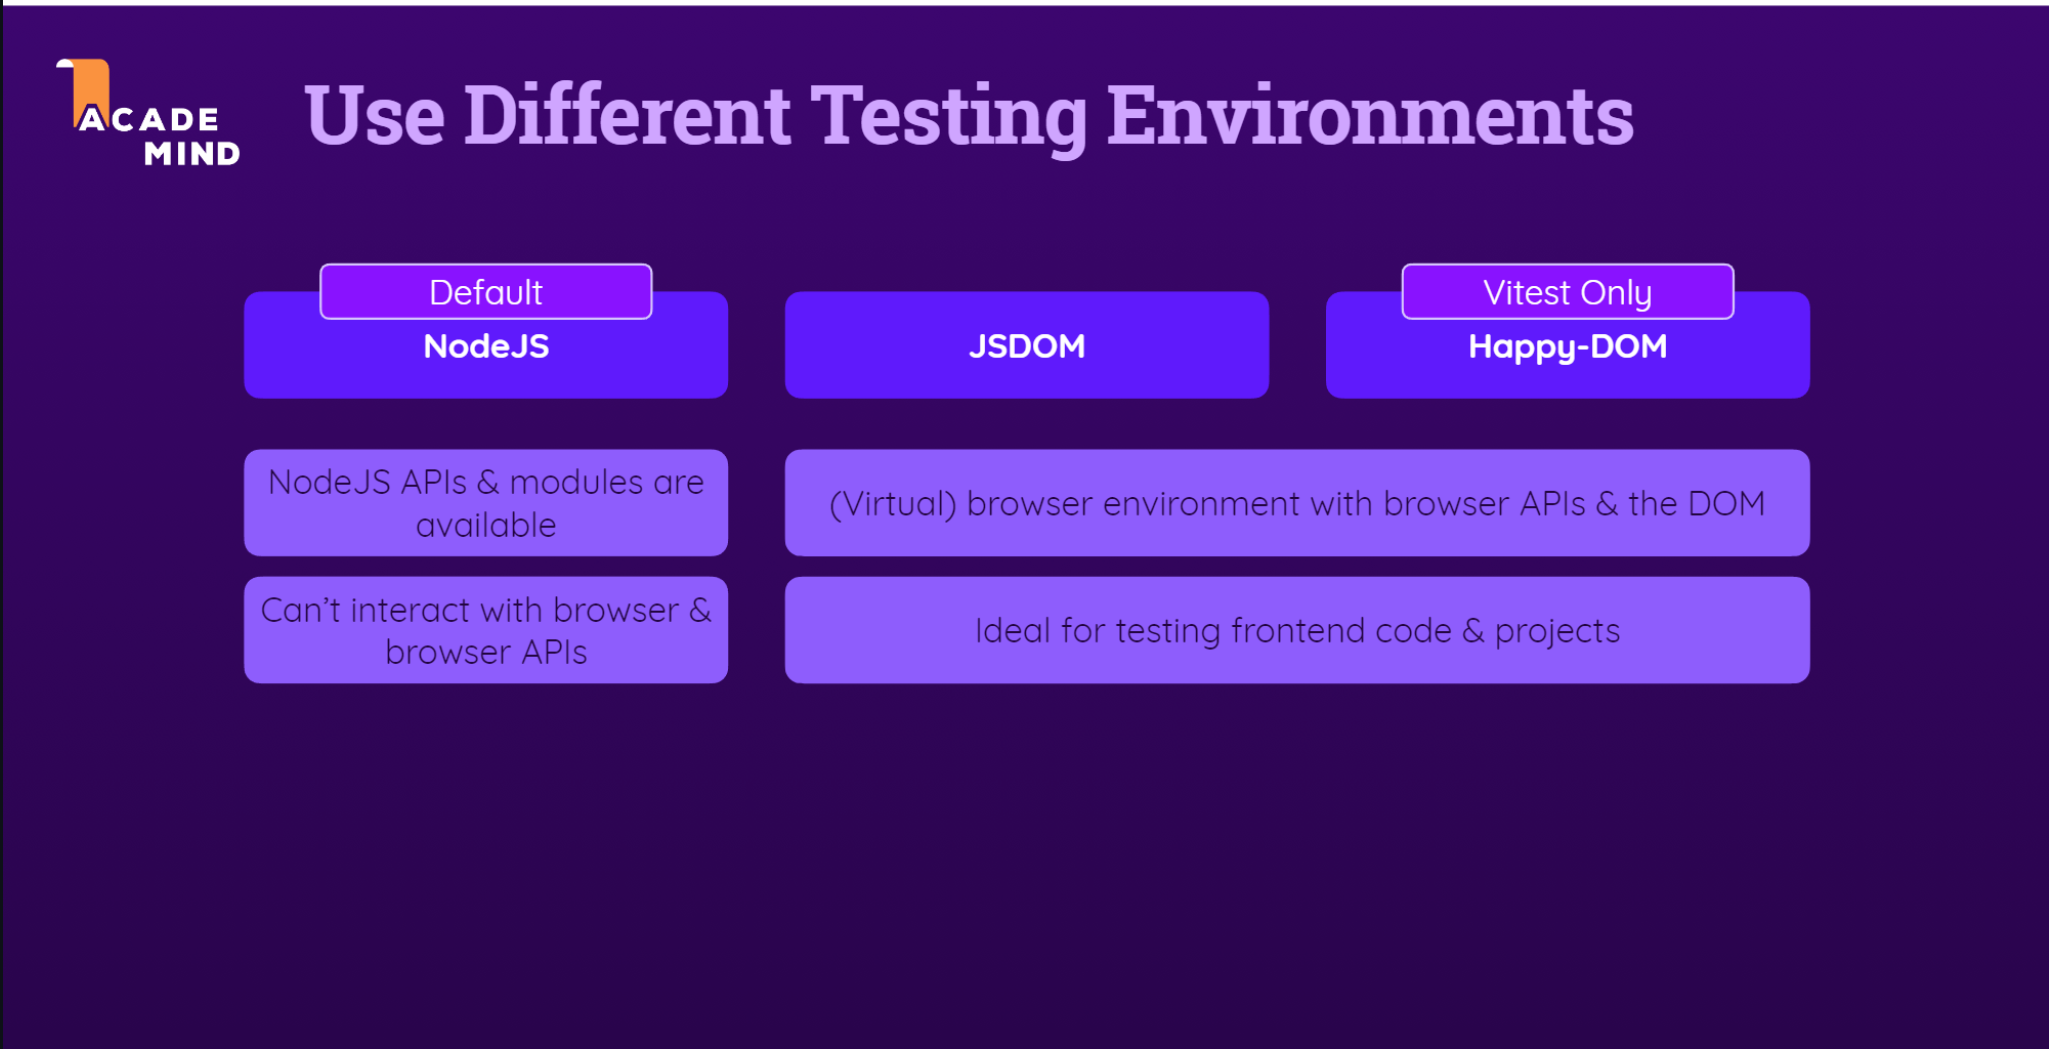 ACADE
MIND
Use Different Testing Environments
Default
NodeJS
JSDOM
Vitest Only
Happy-DOM
NodeJS APIs & modules are
available
(Virtual) browser environment with browser APIs & the DOM
Can’t interact with browser &
browser APIs
Ideal for testing frontend code & projects